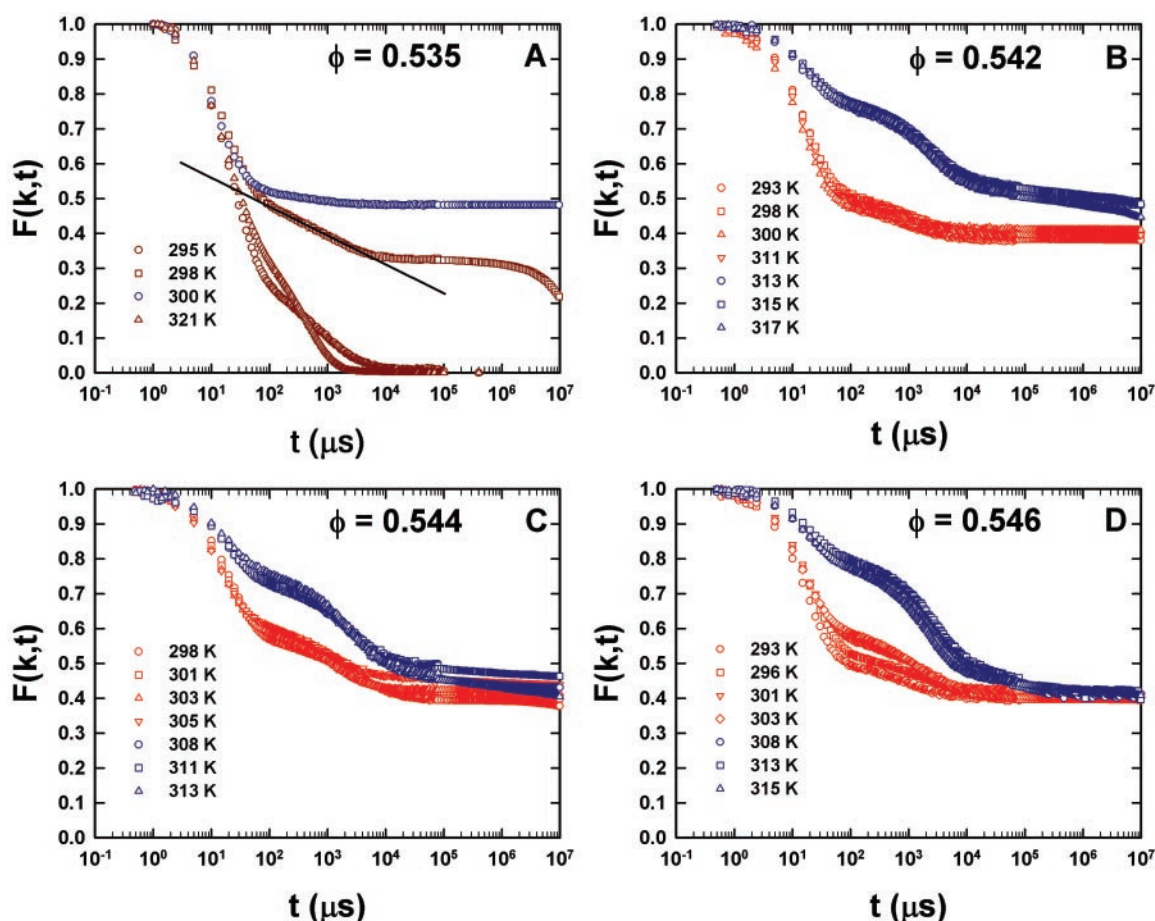 A
ϕ = 0.535
F(k,t)
1.0
0.9
0.8
0.7
0.6
0.5
0.4
0.3
0.2
0.1
0.0
295 K
298 K
300 K
321 K
10⁻¹ 10⁰ 10¹ 10² 10³ 10⁴ 10⁵ 10⁶ 10⁷
t (μs)
B
ϕ = 0.542
F(k,t)
1.0
0.9
0.8
0.7
0.6
0.5
0.4
0.3
0.2
0.1
0.0
293 K
298 K
300 K
311 K
313 K
315 K
317 K
10⁻¹ 10⁰ 10¹ 10² 10³ 10⁴ 10⁵ 10⁶ 10⁷
t (μs)
C
ϕ = 0.544
F(k,t)
1.0
0.9
0.8
0.7
0.6
0.5
0.4
0.3
0.2
0.1
0.0
298 K
301 K
303 K
305 K
308 K
311 K
313 K
10⁻¹ 10⁰ 10¹ 10² 10³ 10⁴ 10⁵ 10⁶ 10⁷
t (μs)
D
ϕ = 0.546
F(k,t)
1.0
0.9
0.8
0.7
0.6
0.5
0.4
0.3
0.2
0.1
0.0
293 K
296 K
301 K
303 K
308 K
313 K
315 K
10⁻¹ 10⁰ 10¹ 10² 10³ 10⁴ 10⁵ 10⁶ 10⁷
t (μs)